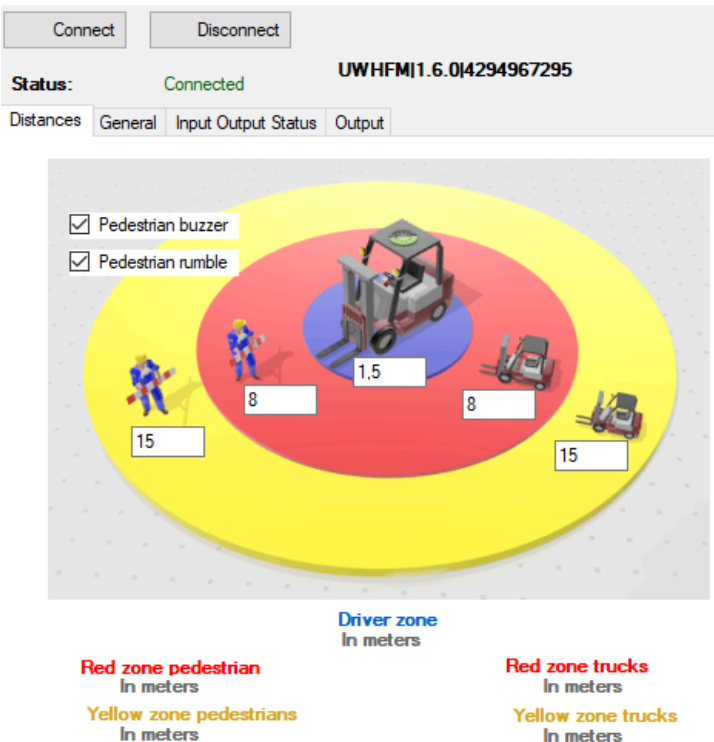 Connect
Disconnect
UWHFM|1.6.0|4294967295
Status:
Connected
Distances
General
Input Output Status
Output
Pedestrian buzzer
Pedestrian rumble
1,5
8
8
15
15
Driver zone
In meters
Red zone pedestrian
In meters
Red zone trucks
In meters
Yellow zone pedestrians
In meters
Yellow zone trucks
In meters